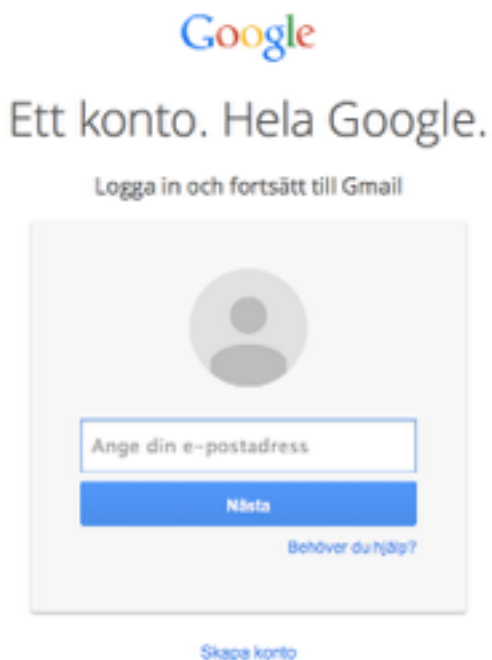 Google
Ett konto. Hela Google.
Logga in och fortsätt till Gmail
Ange din e-postadress
Nästa
Behöver du hjälp?
Skapa konto